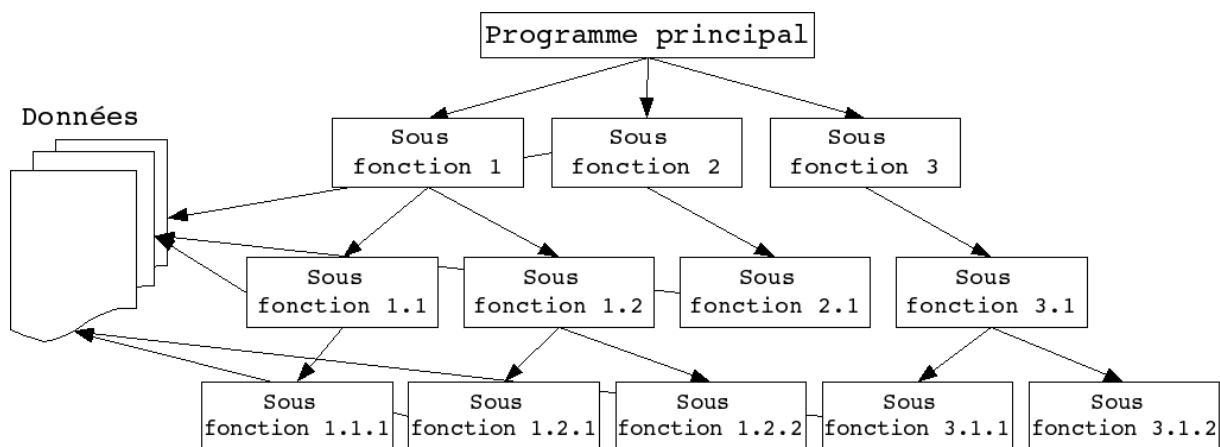 Programme principal
Données
Sous
fonction 1
Sous
fonction 2
Sous
fonction 3
Sous
fonction 1.1
Sous
fonction 1.2
Sous
fonction 2.1
Sous
fonction 3.1
Sous
fonction 1.1.1
Sous
fonction 1.2.1
Sous
fonction 1.2.2
Sous
fonction 3.1.1
Sous
fonction 3.1.2